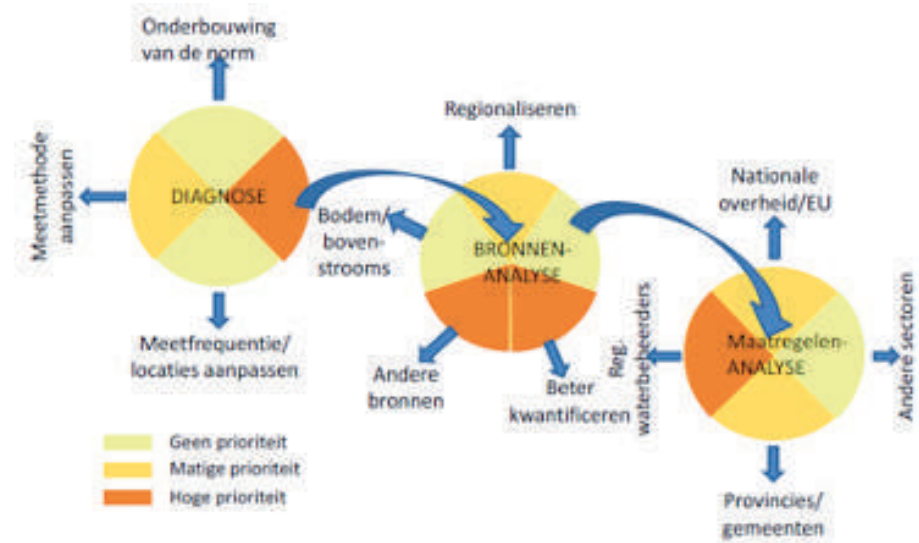 Onderbouwing
van de norm
Meetmethode
aanpassen
DIAGNOSE
Meetfrequentie/
locaties aanpassen
Regionaliseren
Bodem/
boven-
strooms
BRONNEN-
ANALYSE
Andere
bronnen
Beter
kwantificeren
Nationale
overheid/EU
Reg.
waterbeheerders
Maatregelen-
ANALYSE
Andere sectoren
Provincies/
gemeenten
Geen prioriteit
Matige prioriteit
Hoge prioriteit